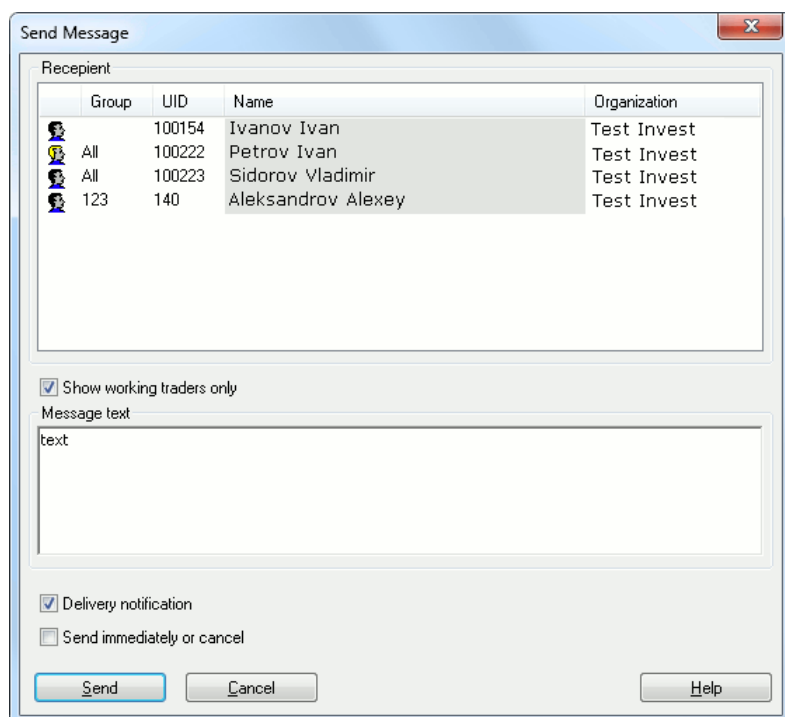 Send Message
Recepient
Group UID Name Organization
100154 Ivanov Ivan Test Invest
All 100222 Petrov Ivan Test Invest
All 100223 Sidorov Vladimir Test Invest
123 140 Aleksandrov Alexey Test Invest
Show working traders only
Message text
text
Delivery notification
Send immediately or cancel
Send Cancel Help